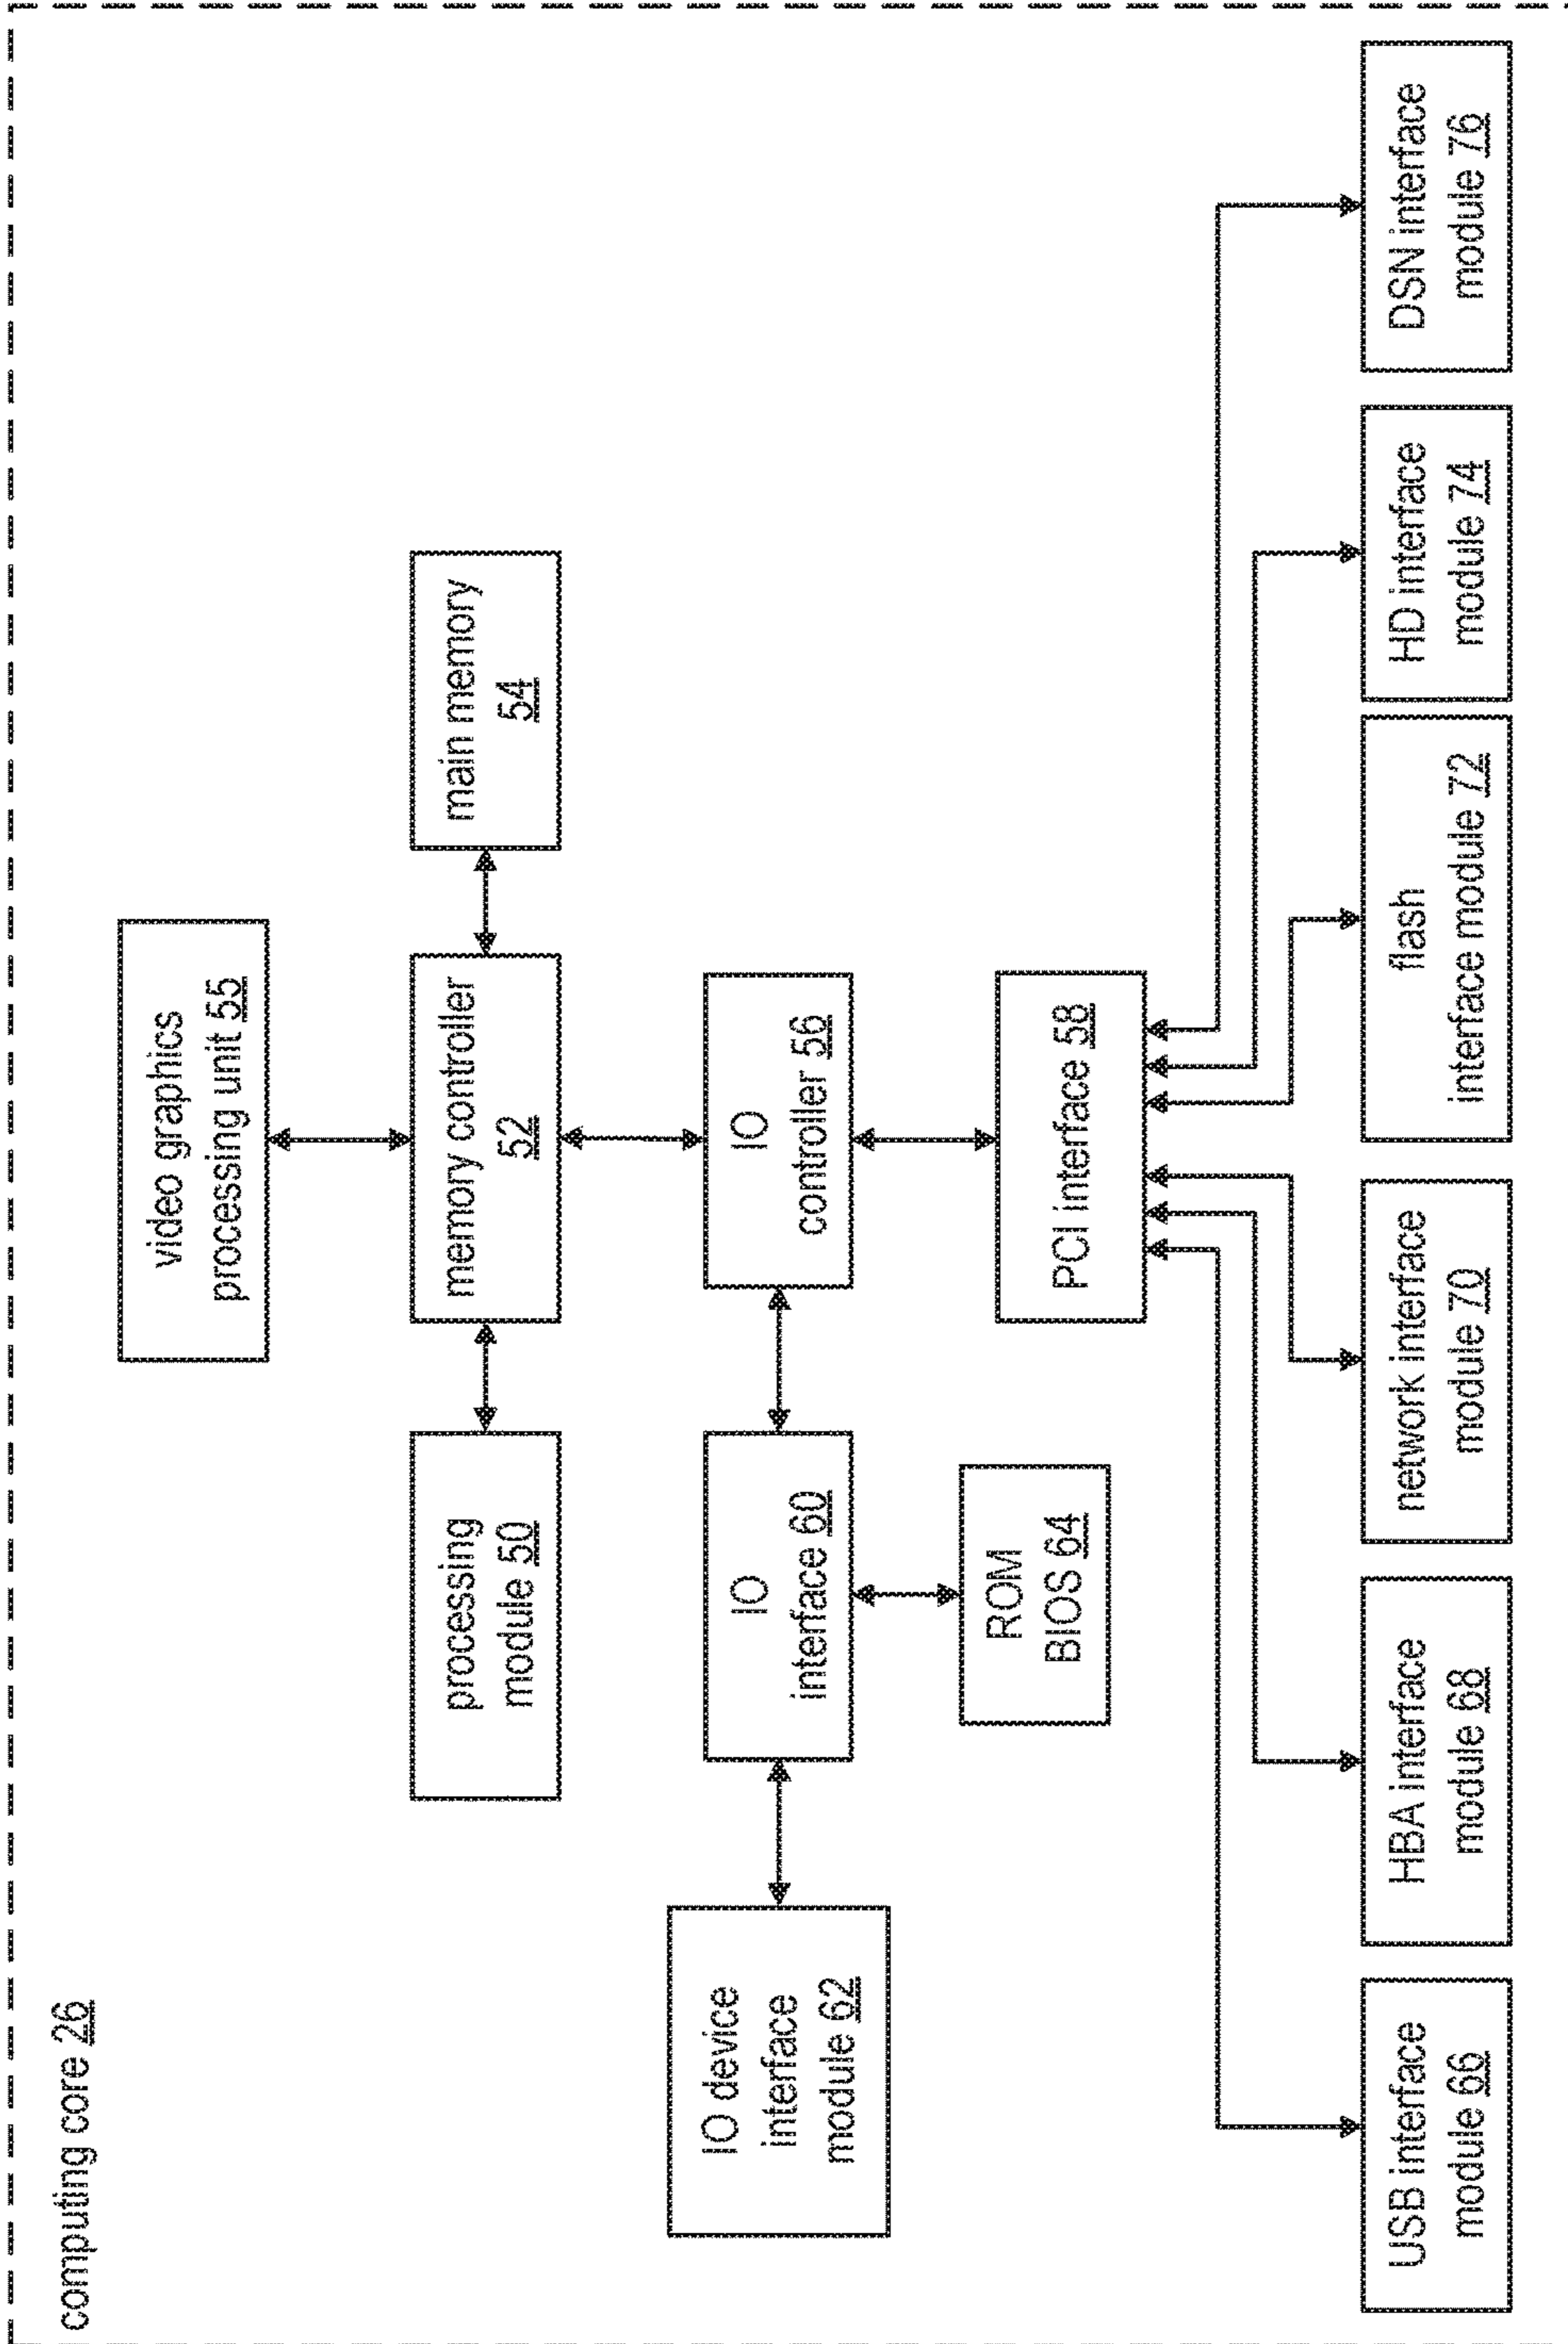 computing core 26
video graphics
processing unit 55
processing
module 50
memory controller
52
main memory
54
IO device
interface
module 62
IO
interface 60
IO
controller 56
ROM
BIOS 64
PCI interface 58
USB interface
module 66
HBA interface
module 68
network interface
module 70
flash
interface module 72
HD interface
module 74
DSN interface
module 76